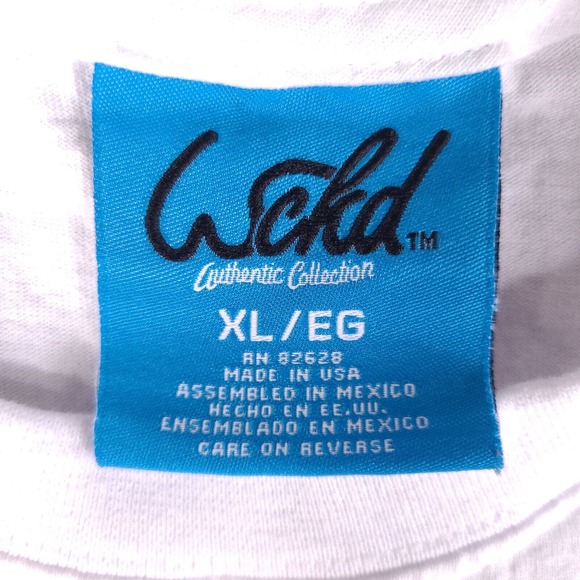 Wckd™
Authentic Collection
XL/EG
RN 82628
MADE IN USA
ASSEMBLED IN MEXICO
HECHO EN EE.UU.
ENSEMBLADO EN MEXICO
CARE ON REVERSE